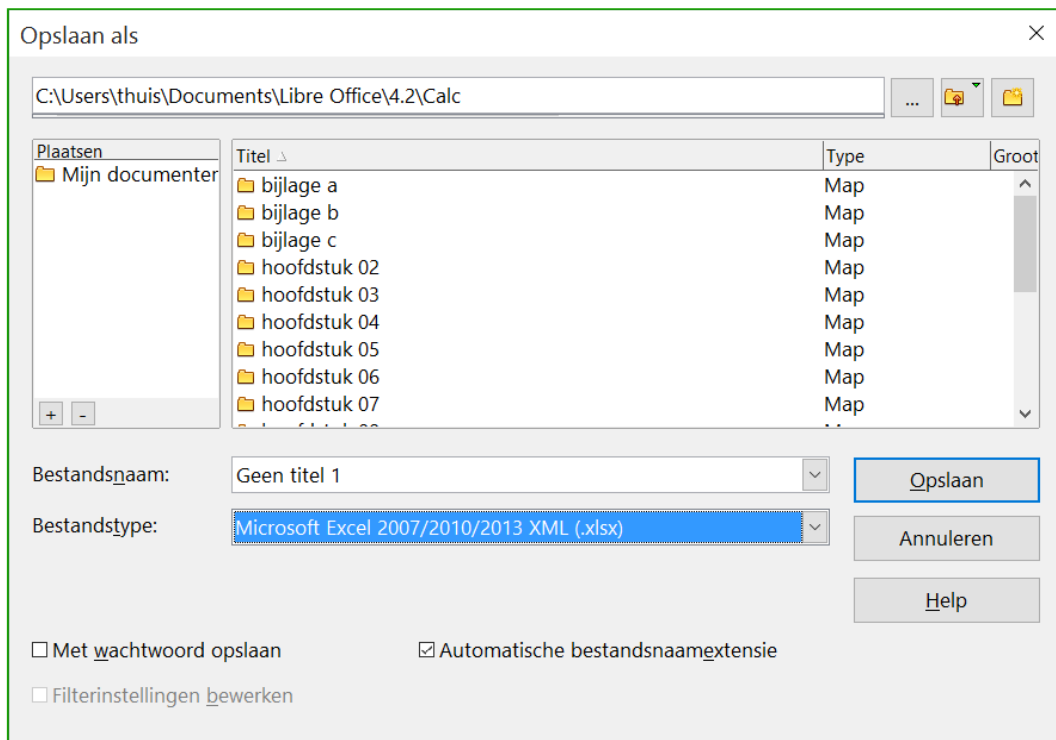 Opslaan als
C:\Users\thuis\Documents\Libre Office\4.2\Calc
...
Plaatsen
Mijn documenter
+ -
Titel Type Groot
bijlage a Map
bijlage b Map
bijlage c Map
hoofdstuk 02 Map
hoofdstuk 03 Map
hoofdstuk 04 Map
hoofdstuk 05 Map
hoofdstuk 06 Map
hoofdstuk 07 Map
Bestandsnaam: Geen titel 1 Opslaan
Bestandstype: Microsoft Excel 2007/2010/2013 XML (.xlsx)
Annuleren
Help
Met wachtwoord opslaan Automatische bestandsnaamextensie
Filterinstellingen bewerken